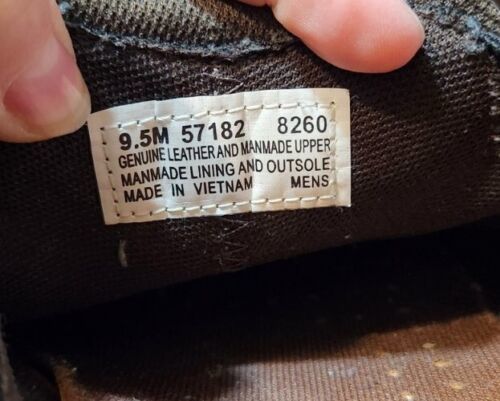 9.5M 57182 8260
GENUINE LEATHER AND MANMADE UPPER
MANMADE LINING AND OUTSOLE
MADE IN VIETNAM MENS